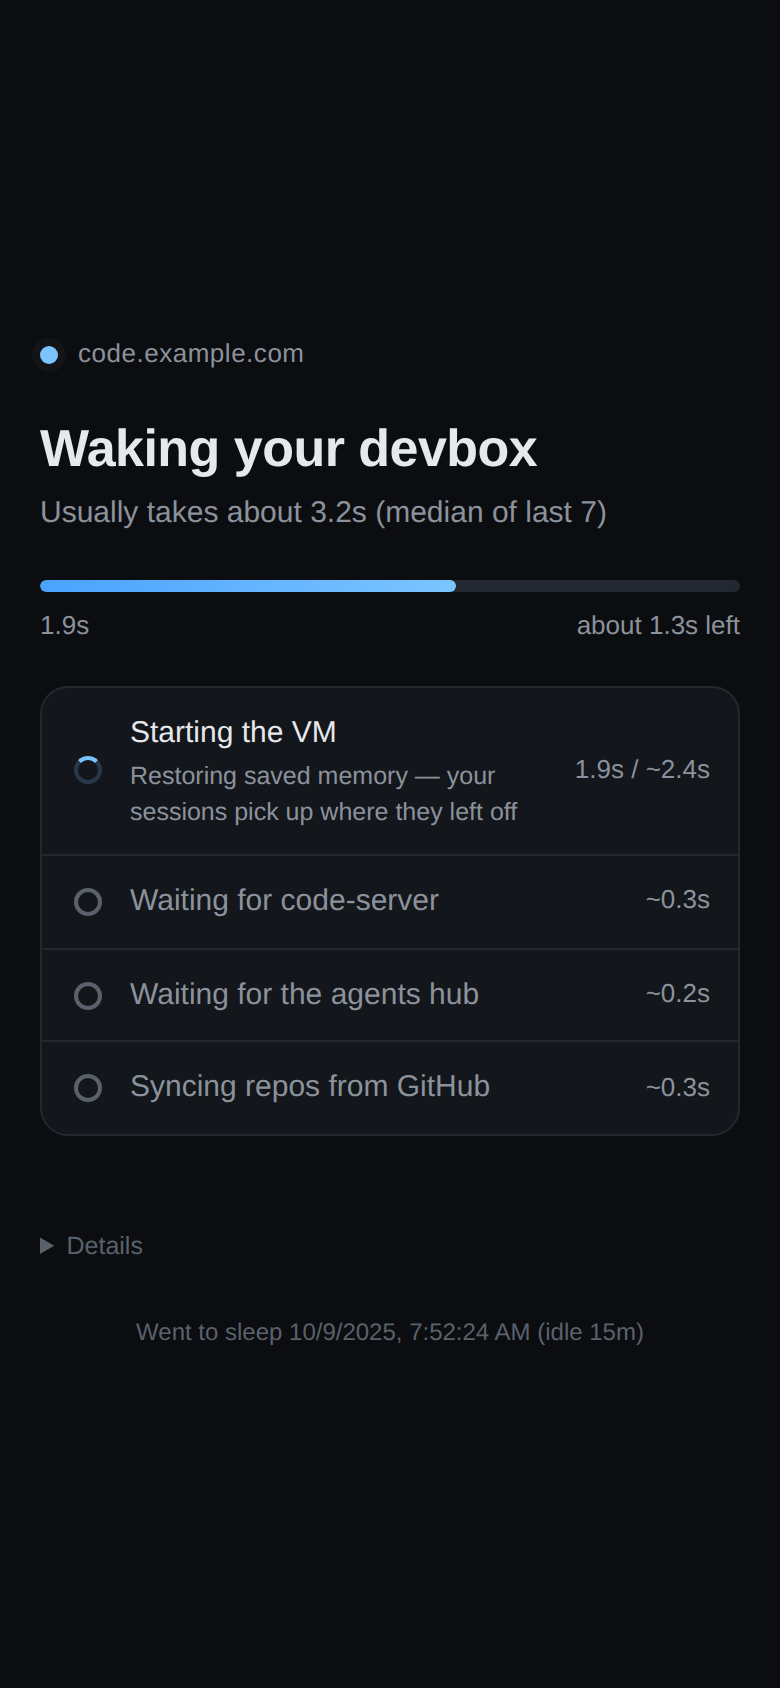 code.example.com
Waking your devbox
Usually takes about 3.2s (median of last 7)
1.9s
about 1.3s left
Starting the VM
Restoring saved memory — your
sessions pick up where they left off
1.9s / ~2.4s
Waiting for code-server
~0.3s
Waiting for the agents hub
~0.2s
Syncing repos from GitHub
~0.3s
Details
Went to sleep 10/9/2025, 7:52:24 AM (idle 15m)